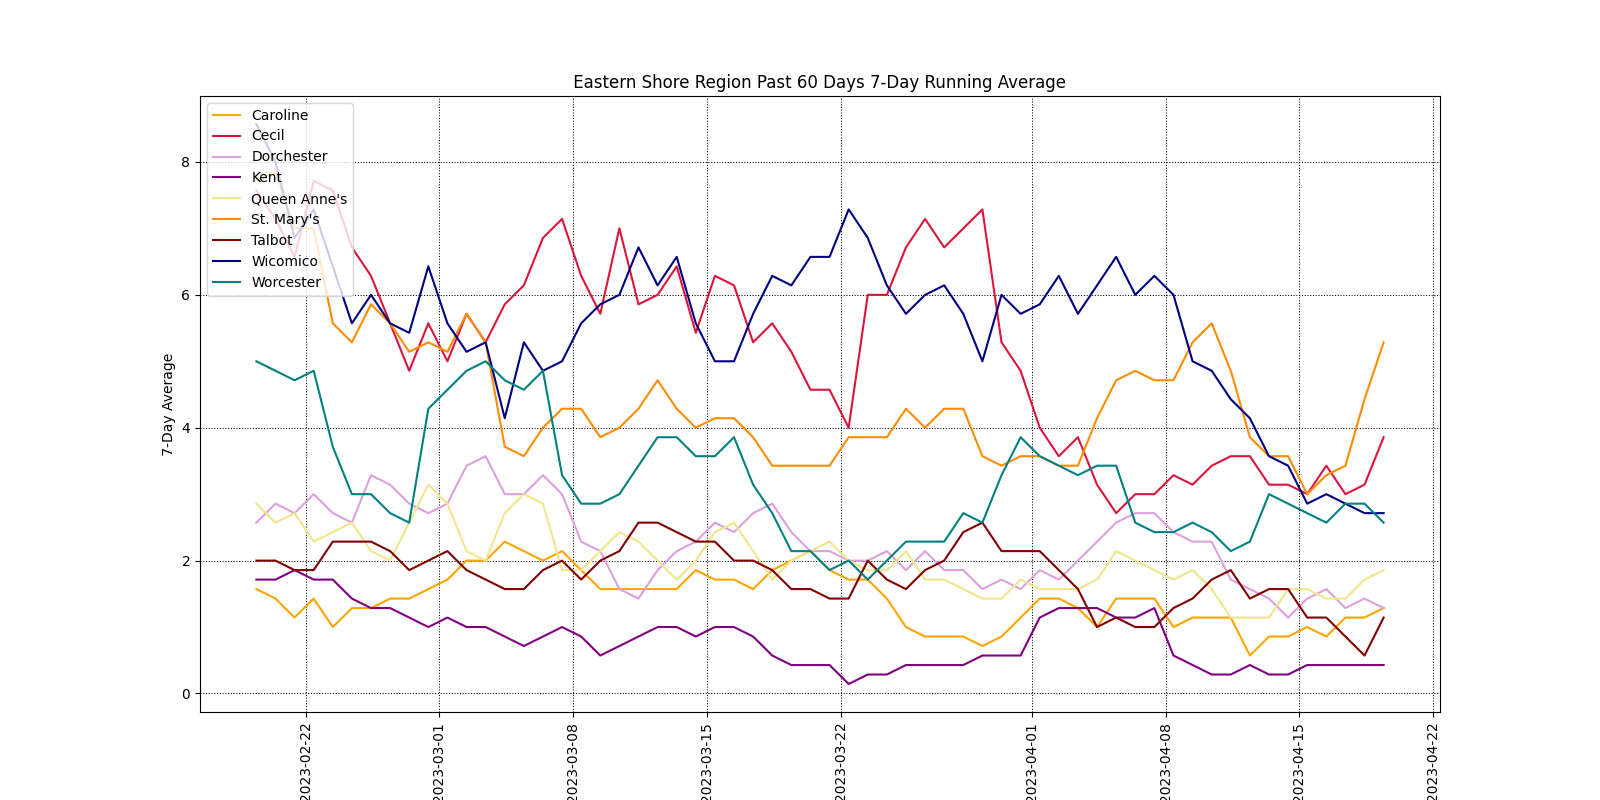 Eastern Shore Region Past 60 Days 7-Day Running Average
Caroline
Cecil
Dorchester
Kent
Queen Anne's
St. Mary's
Talbot
Wicomico
Worcester
7-Day Average
8
6
4
2
0
2023-02-22
2023-03-01
2023-03-08
2023-03-15
2023-03-22
2023-04-01
2023-04-08
2023-04-15
2023-04-22